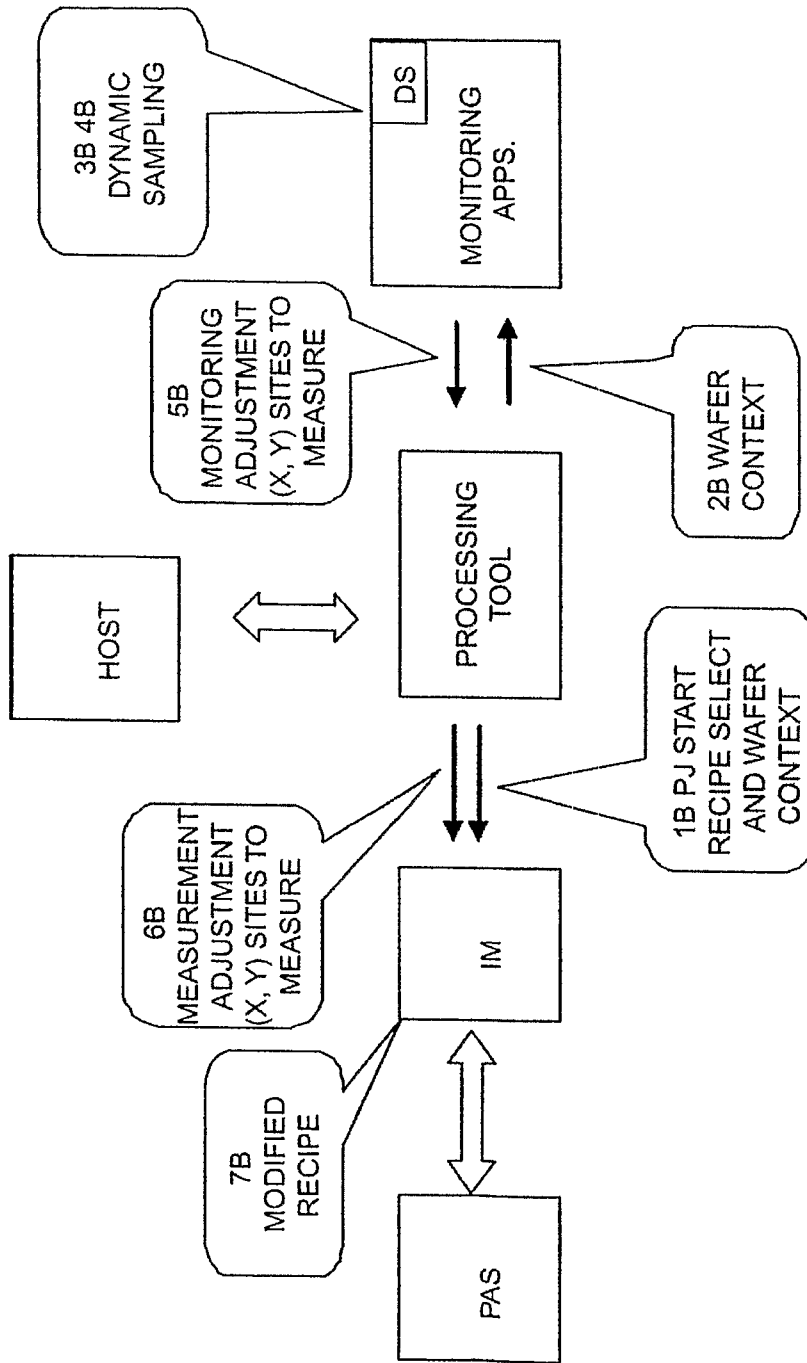 HOST
3B 4B
DYNAMIC
SAMPLING
5B
MONITORING
ADJUSTMENT
(X, Y) SITES TO
MEASURE
6B
MEASUREMENT
ADJUSTMENT
(X, Y) SITES TO
MEASURE
7B
MODIFIED
RECIPE
PAS
IM
PROCESSING
TOOL
MONITORING
APPS.
DS
1B PJ START
RECIPE SELECT
AND WAFER
CONTEXT
2B WAFER
CONTEXT